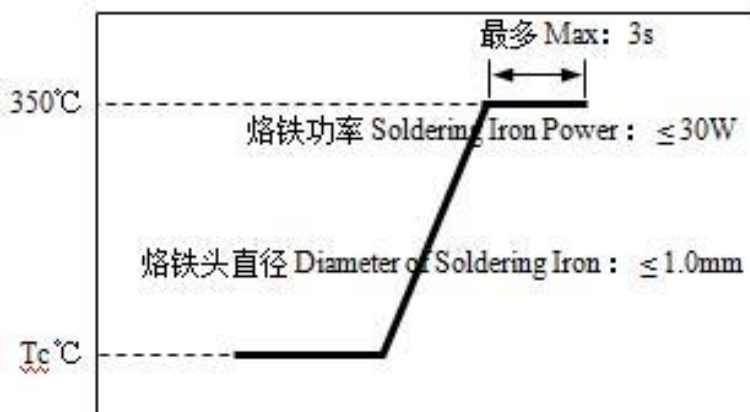 最多 Max：3s
350℃
烙铁功率 Soldering Iron Power：≤30W
烙铁头直径 Diameter of Soldering Iron：≤1.0mm
Tc℃